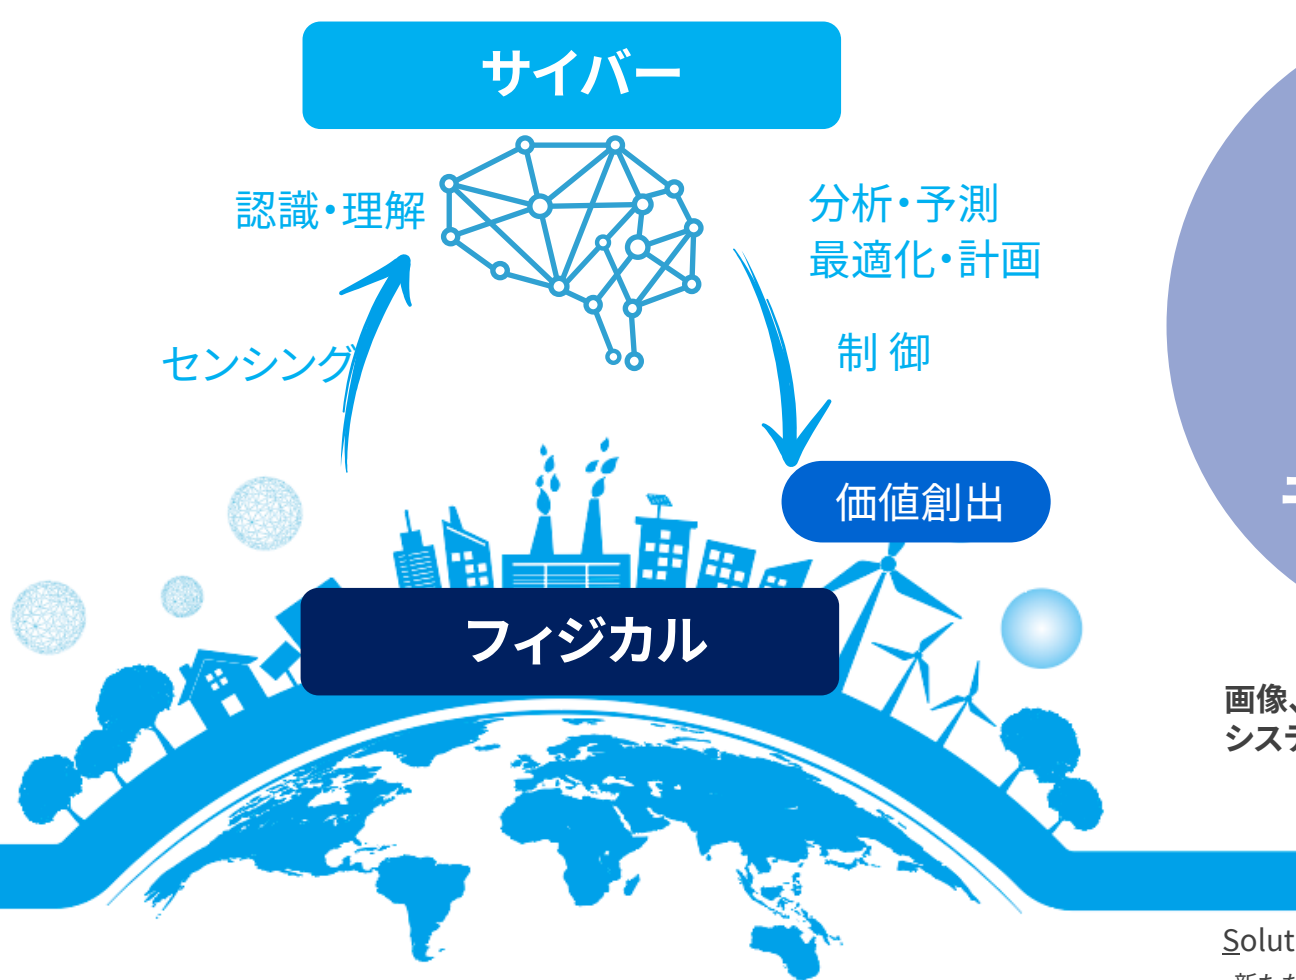 サイバー
認識・理解
分析・予測
最適化・計画
センシング
制 御
価値創出
フィジカル
画像、
システ
Solut